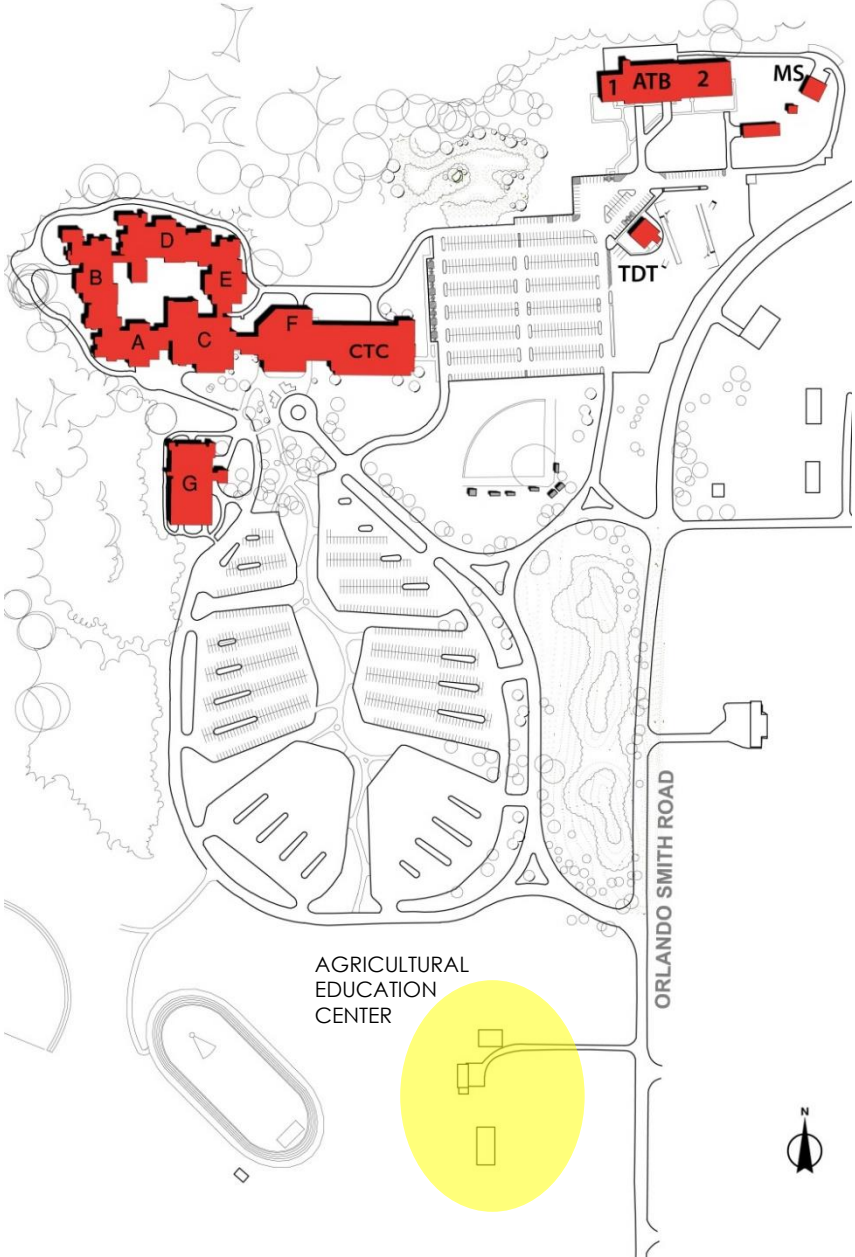 1 ATB 2
MS
D
B
E
TDT
F
A
C
CTC
G
ORLANDO SMITH ROAD
AGRICULTURAL
EDUCATION
CENTER
N